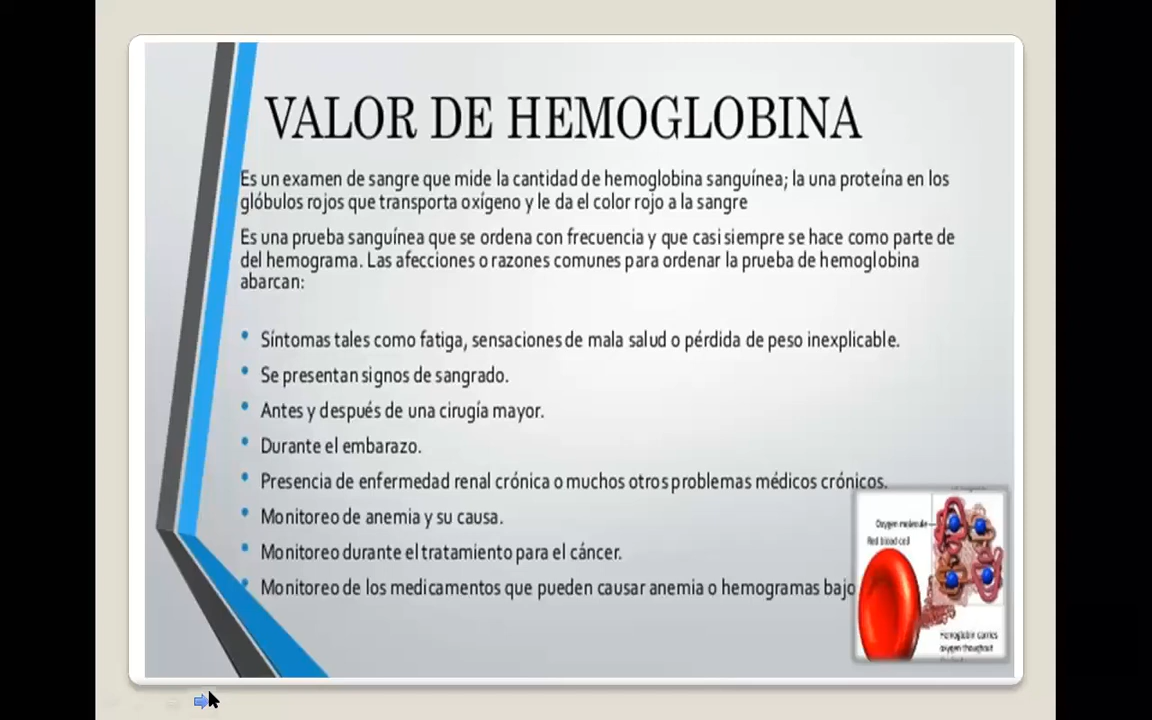 VALOR DE HEMOGLOBINA
Es un examen de sangre que mide la cantidad de hemoglobina sanguínea; la una proteína en los
glóbulos rojos que transporta oxígeno y le da el color rojo a la sangre
Es una prueba sanguínea que se ordena con frecuencia y que casi siempre se hace como parte de
del hemograma. Las afecciones o razones comunes para ordenar la prueba de hemoglobina
abarcan:
• Síntomas tales como fatiga, sensaciones de mala salud o pérdida de peso inexplicable.
• Se presentan signos de sangrado.
• Antes y después de una cirugía mayor.
• Durante el embarazo.
• Presencia de enfermedad renal crónica o muchos otros problemas médicos crónicos.
• Monitoreo de anemia y su causa.
• Monitoreo durante el tratamiento para el cáncer.
• Monitoreo de los medicamentos que pueden causar anemia o hemogramas bajo
Oxygen molecule
Red blood cell
Hemoglobin carries
oxygen throughout